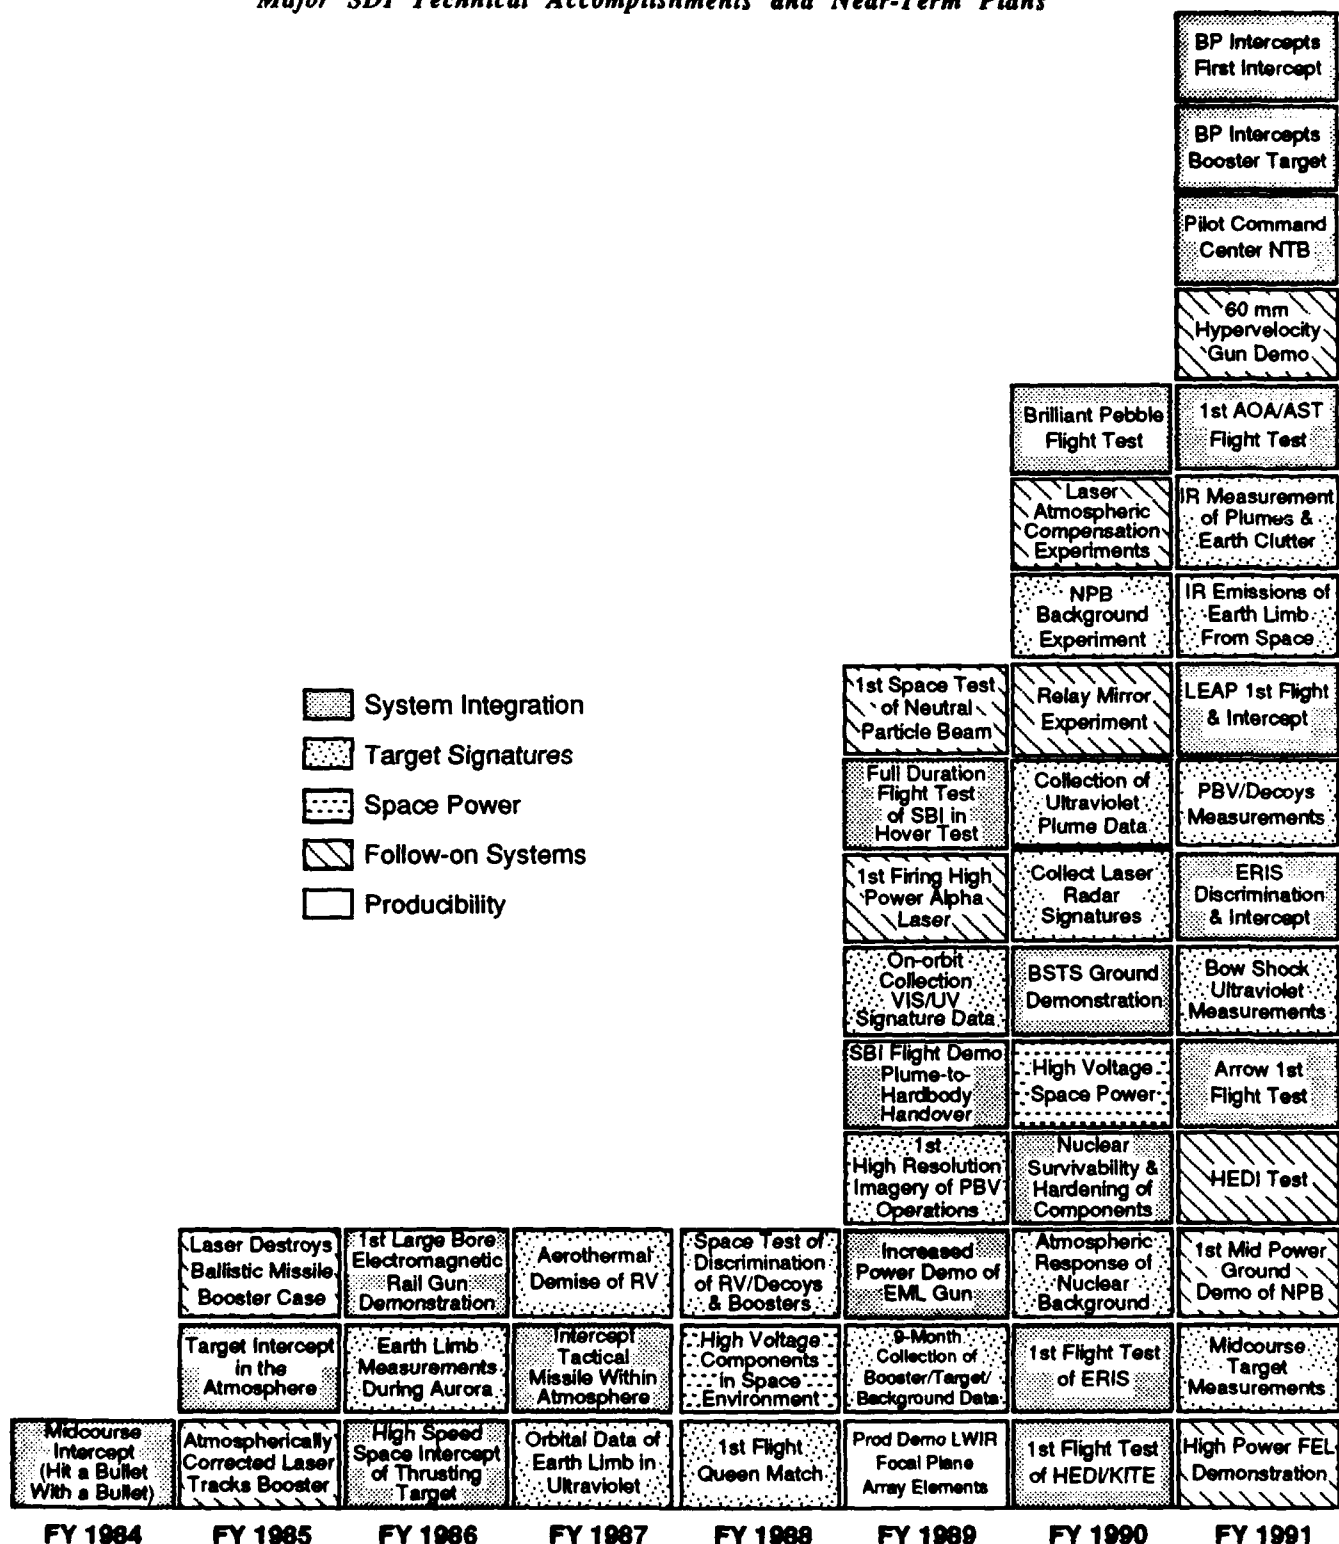 Major SDI Technical Accomplishments and Near-Term Plans
BP Intercepts
First Intercept
BP Intercepts
Booster Target
Pilot Command
Center NTB
60 mm
Hypervelocity
Gun Demo
Brilliant Pebble
Flight Test
1st AOA/AST
Flight Test
Laser
Atmospheric
Compensation
Experiments
IR Measurement
of Plumes &
Earth Clutter
NPB
Background
Experiment
IR Emissions of
Earth Limb
From Space
1st Space Test
of Neutral
Particle Beam
Relay Mirror
Experiment
LEAP 1st Flight
& Intercept
System Integration
Target Signatures
Space Power
Follow-on Systems
Producibility
Full Duration
Flight Test
of SBI in
Hover Test
Collection of
Ultraviolet
Plume Data
PBV/Decoys
Measurements
1st Firing High
Power Alpha
Laser
Collect Laser
Radar
Signatures
ERIS
Discrimination
& Intercept
On-orbit
Collection
VIS/UV
Signature Data
BSTS Ground
Demonstration
Bow Shock
Ultraviolet
Measurements
SBI Flight Demo
Plume-to-
Hardbody
Handover
High Voltage
Space Power
Arrow 1st
Flight Test
1st
High Resolution
Imagery of PBV
Operations
Nuclear
Survivability &
Hardening of
Components
HEDI Test
Laser Destroys
Ballistic Missile
Booster Case
1st Large Bore
Electromagnetic
Rail Gun
Demonstration
Aerothermal
Demise of RV
Space Test of
Discrimination
of RV/Decoys
& Boosters
Increased
Power Demo of
EML Gun
Atmospheric
Response of
Nuclear
Background
1st Mid Power
Ground
Demo of NPB
Target Intercept
in the
Atmosphere
Earth Limb
Measurements
During Aurora
Intercept
Tactical
Missile Within
Atmosphere
High Voltage
Components
in Space
Environment
9-Month
Collection of
Booster/Target/
Background Data
1st Flight Test
of ERIS
Midcourse
Target
Measurements
Midcourse
Intercept
(Hit a Bullet
With a Bullet)
Atmospherically
Corrected Laser
Tracks Booster
High Speed
Space Intercept
of Thrusting
Target
Orbital Data of
Earth Limb in
Ultraviolet
1st Flight
Queen Match
Prod Demo LWIR
Focal Plane
Array Elements
1st Flight Test
of HEDI/KITE
High Power FEL
Demonstration
FY 1984 FY 1985 FY 1986 FY 1987 FY 1988 FY 1989 FY 1990 FY 1991